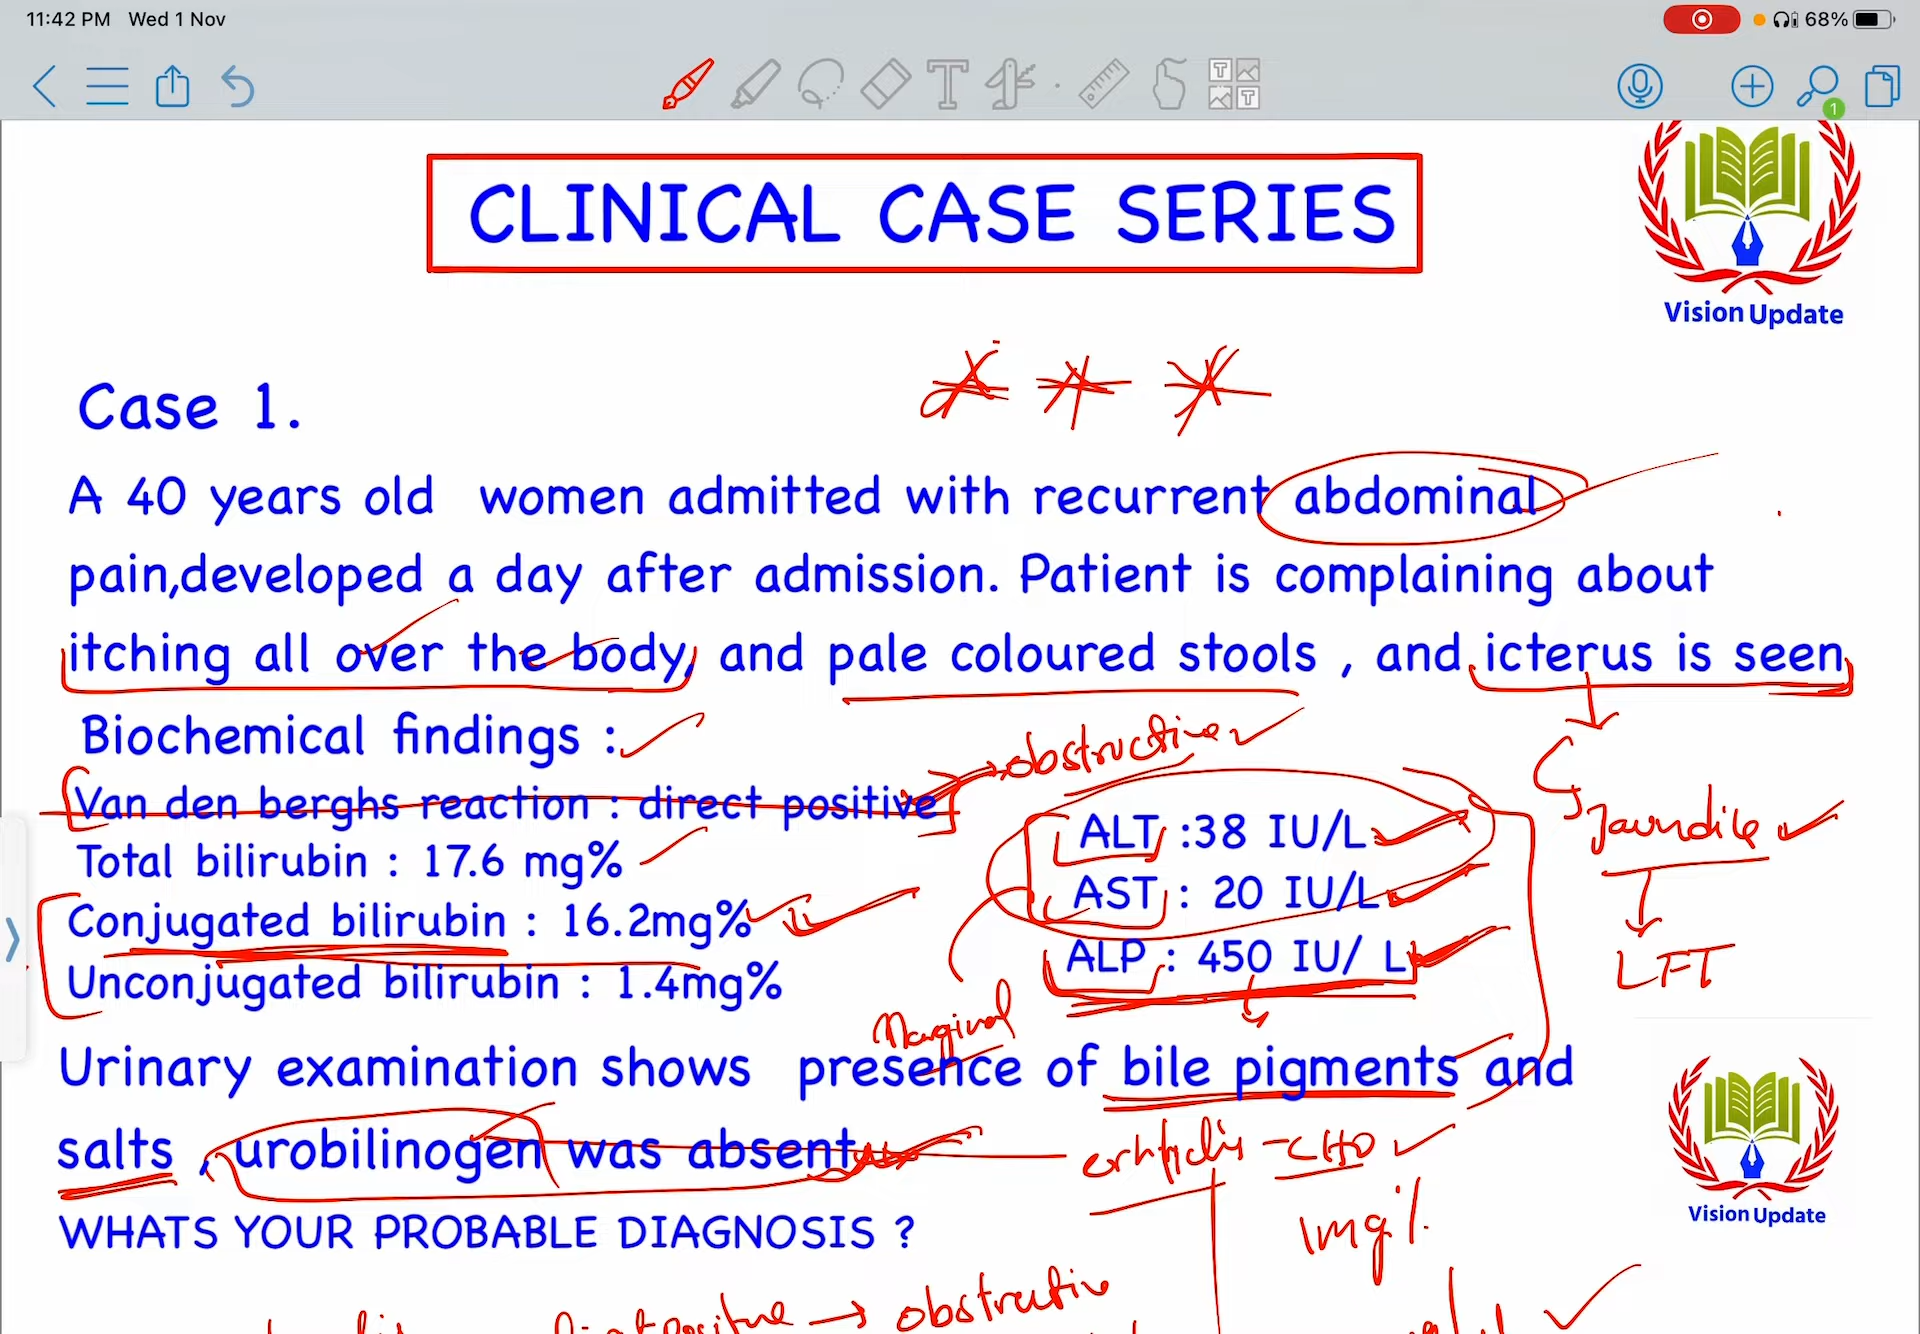 11:42 PM Wed 1 Nov
68%
1
CLINICAL CASE SERIES
Vision Update
Case 1.
A 40 years old women admitted with recurrent abdominal
pain,developed a day after admission. Patient is complaining about
itching all over the body, and pale coloured stools , and icterus is seen
Biochemical findings :
obstructive
Van den berghs reaction : direct positive
ALT :38 IU/L
Jaundice
Total bilirubin : 17.6 mg%
AST : 20 IU/L
Conjugated bilirubin : 16.2mg%
ALP : 450 IU/ L
LFT
Unconjugated bilirubin : 1.4mg%
Marginal
Urinary examination shows presence of bile pigments and
salts , urobilinogen was absent
1mg%
Vision Update
WHATS YOUR PROBABLE DIAGNOSIS ?
obstructive